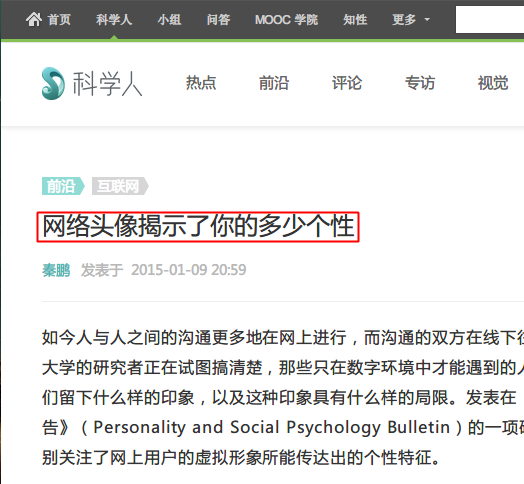 首页 科学人 小组 问答 MOOC 学院 知性 更多
科学人 热点 前沿 评论 专访 视觉
前沿 互联网
网络头像揭示了你的多少个性
秦鹏 发表于 2015-01-09 20:59
如今人与人之间的沟通更多地在网上进行，而沟通的双方在线下往
大学的研究者正在试图搞清楚，那些只在数字环境中才能遇到的人
们留下什么样的印象，以及这种印象具有什么样的局限。发表在
告》（Personality and Social Psychology Bulletin）的一项研
别关注了网上用户的虚拟形象所能传达出的个性特征。